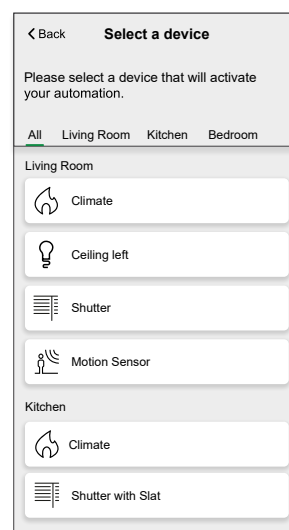 Back
Select a device
Please select a device that will activate
your automation.
All Living Room Kitchen Bedroom
Living Room
Climate
Ceiling left
Shutter
Motion Sensor
Kitchen
Climate
Shutter with Slat